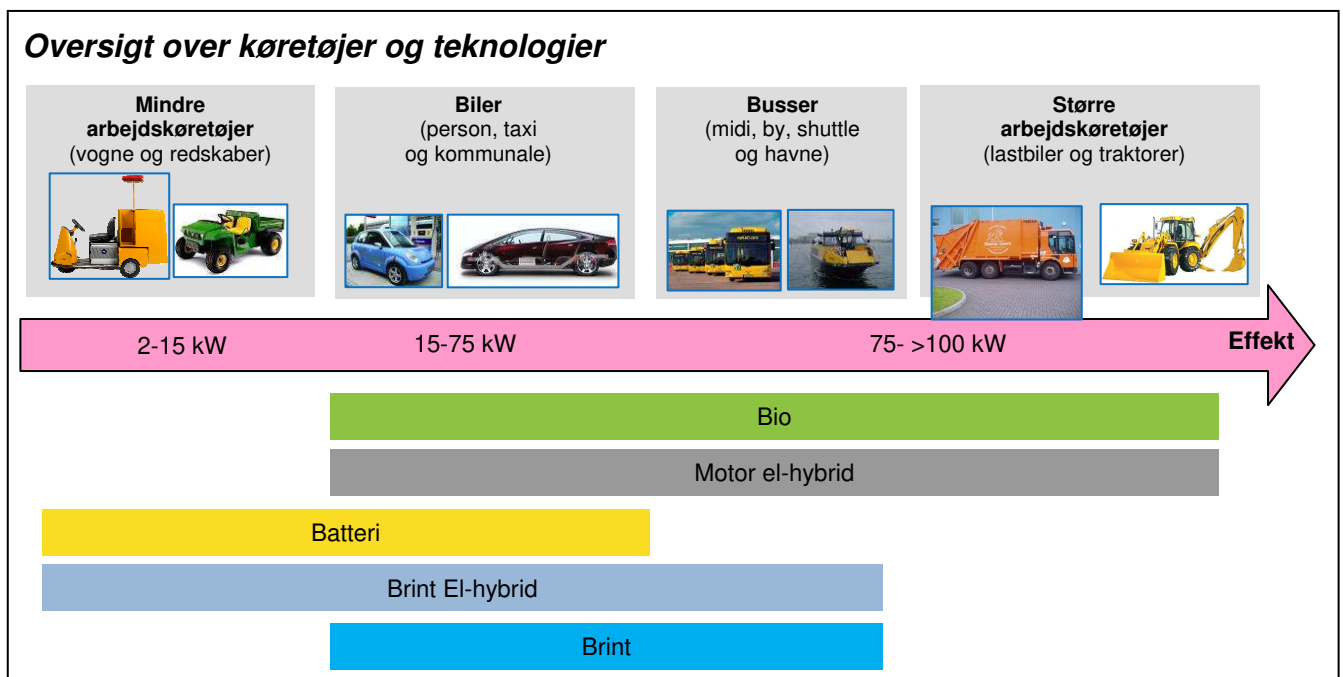 Oversigt over køretøjer og teknologier
Mindre
arbejdskøretøjer
(vogne og redskaber)
Biler
(person, taxi
og kommunale)
Busser
(midi, by, shuttle
og havne)
Større
arbejdskøretøjer
(lastbiler og traktorer)
2-15 kW
15-75 kW
75- >100 kW
Effekt
Bio
Motor el-hybrid
Batteri
Brint El-hybrid
Brint